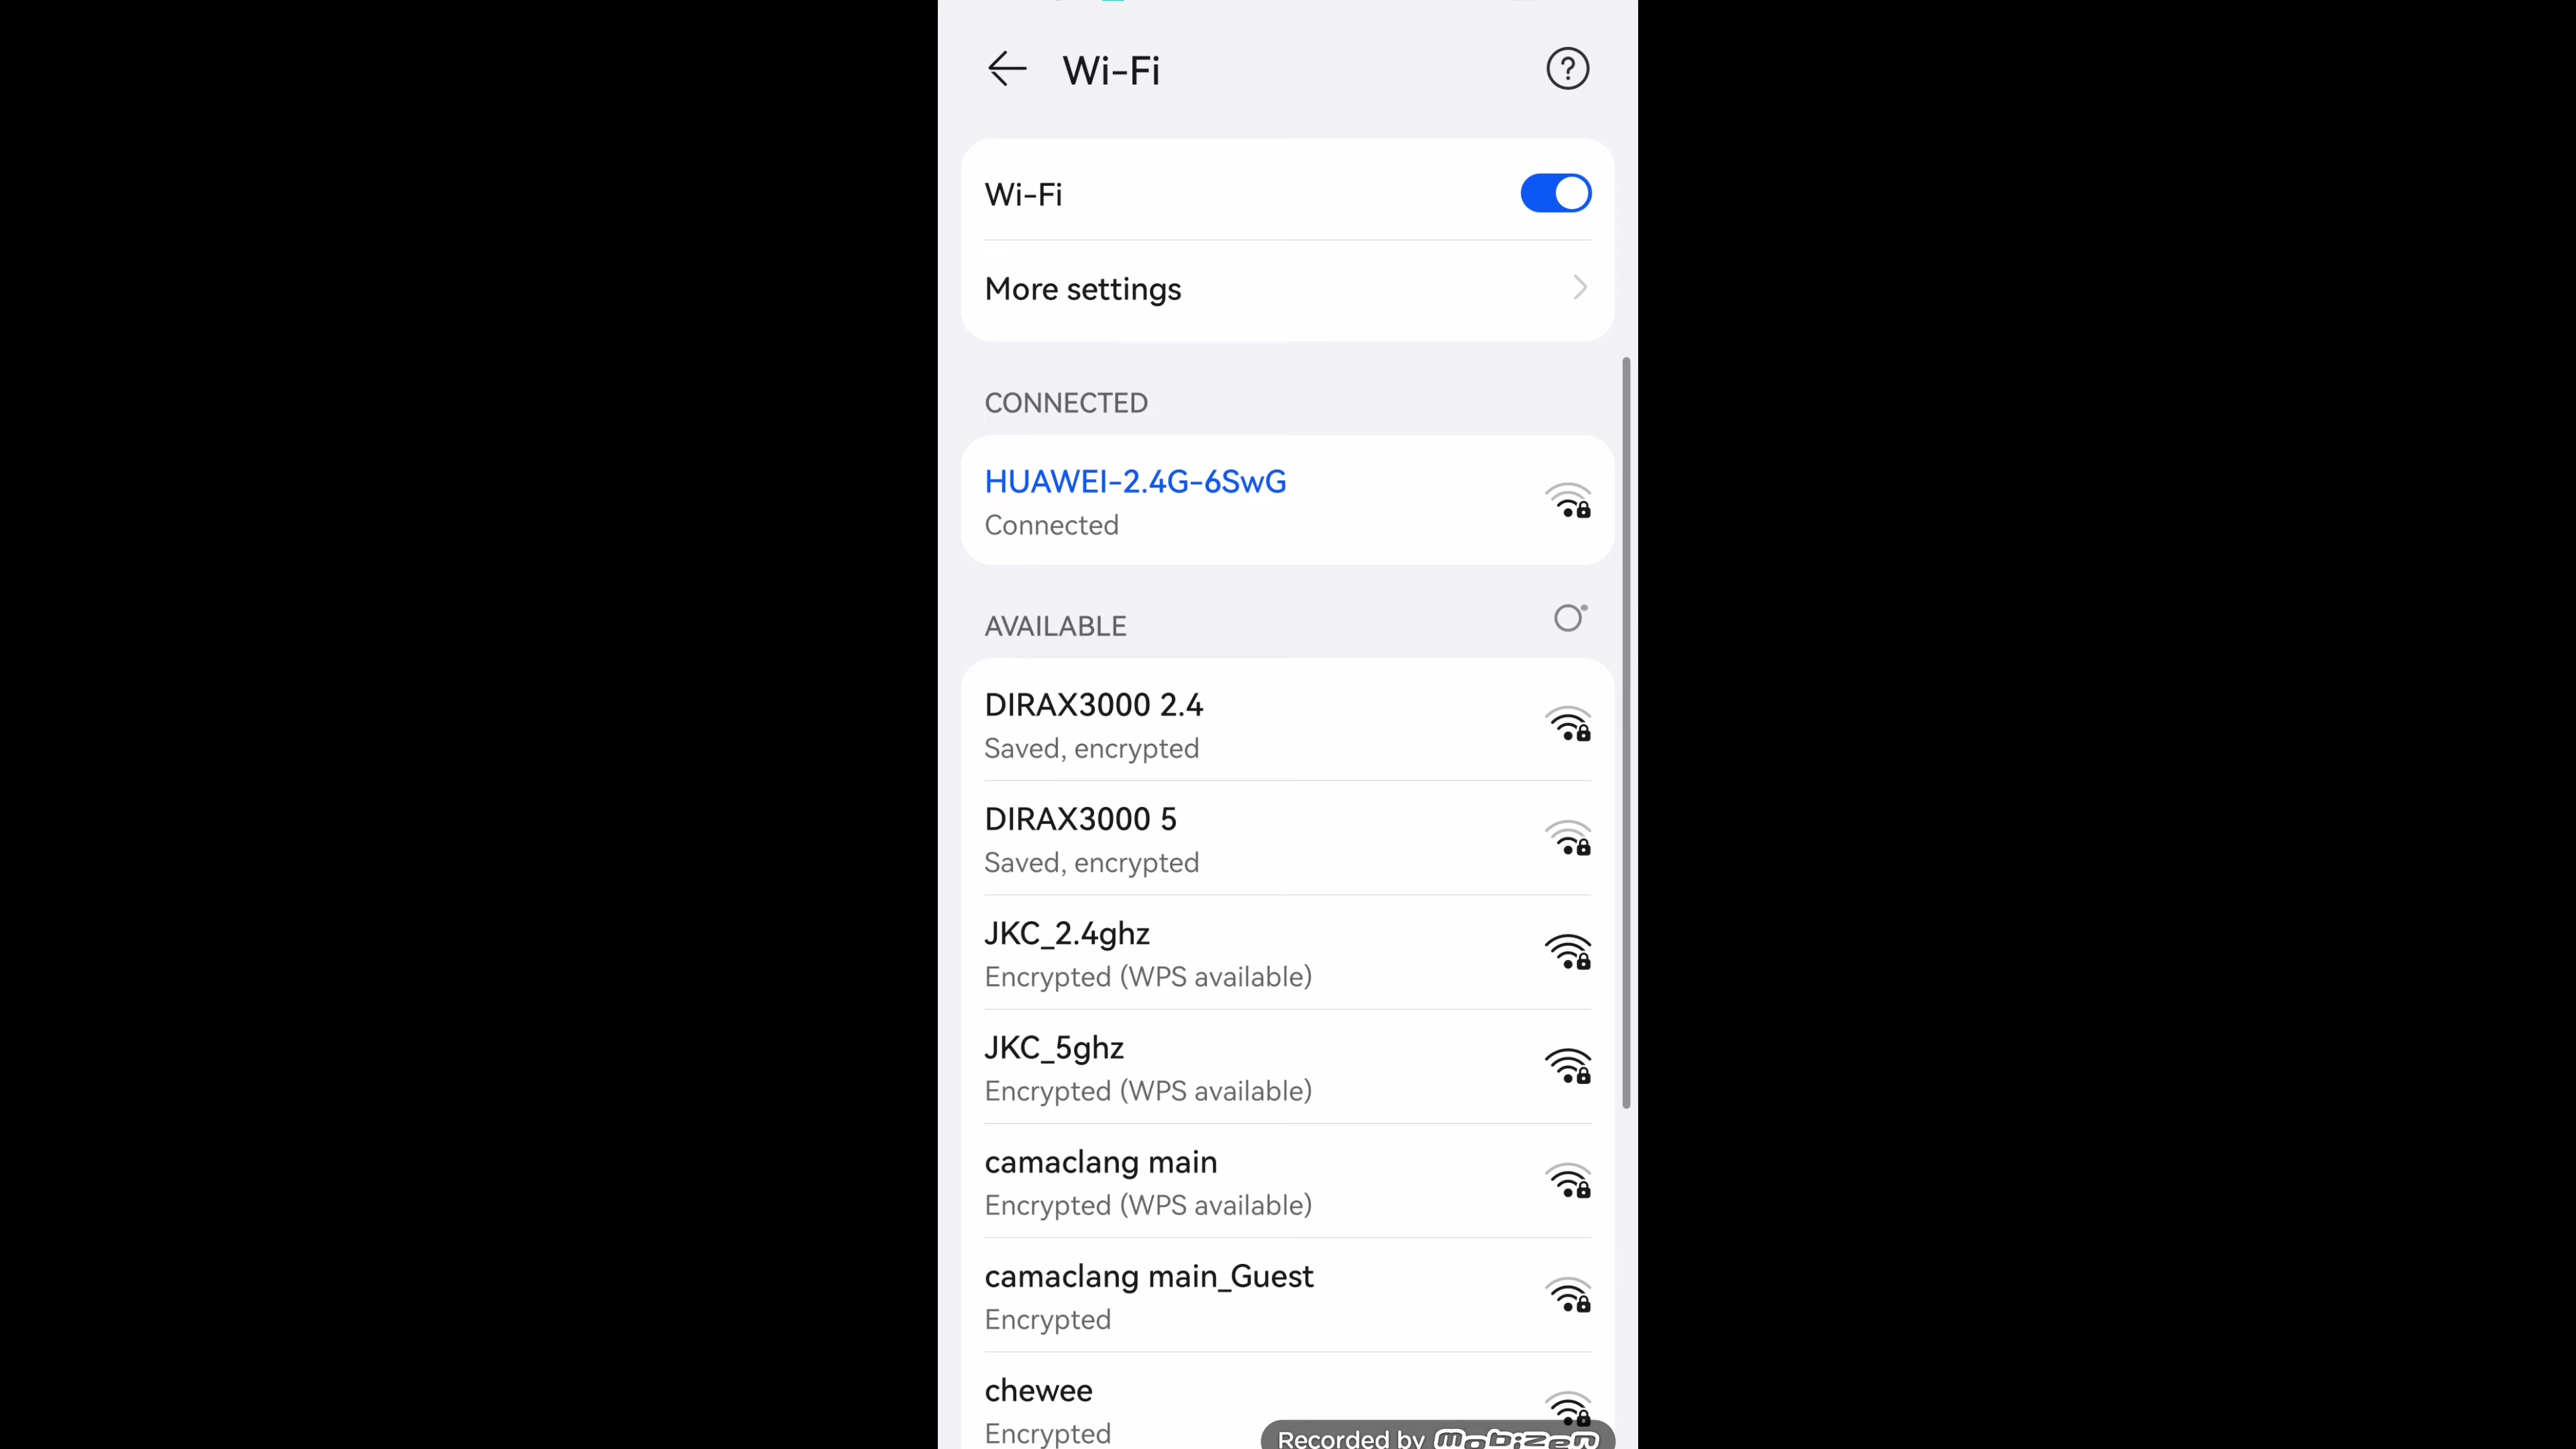 Wi-Fi
Wi-Fi
More settings
CONNECTED
HUAWEI-2.4G-6SwG
Connected
AVAILABLE
DIRAX3000 2.4
Saved, encrypted
DIRAX3000 5
Saved, encrypted
JKC_2.4ghz
Encrypted (WPS available)
JKC_5ghz
Encrypted (WPS available)
camaclang main
Encrypted (WPS available)
camaclang main_Guest
Encrypted
chewee
Encrypted
Recorded by mobizen